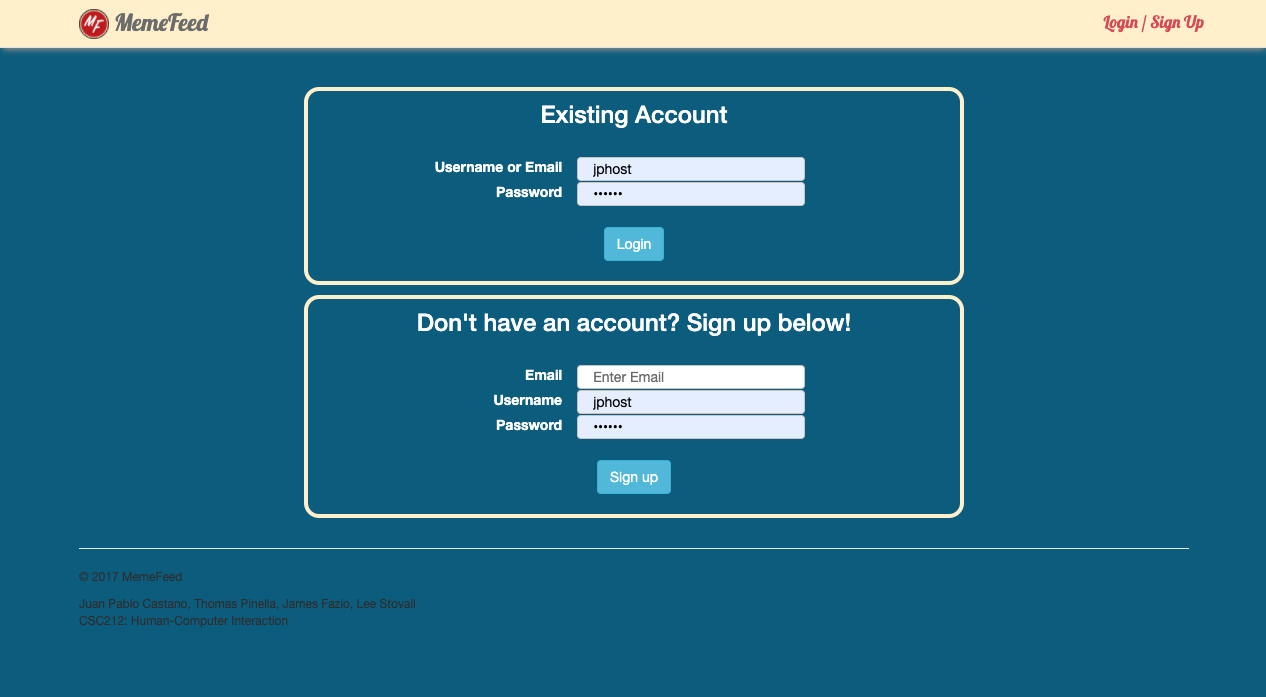 MF MemeFeed
Login / Sign Up
Existing Account
Username or Email jphost
Password ••••••
Login
Don't have an account? Sign up below!
Email Enter Email
Username jphost
Password ••••••
Sign up
© 2017 MemeFeed
Juan Pablo Castano, Thomas Pinella, James Fazio, Lee Stovall
CSC212: Human-Computer Interaction